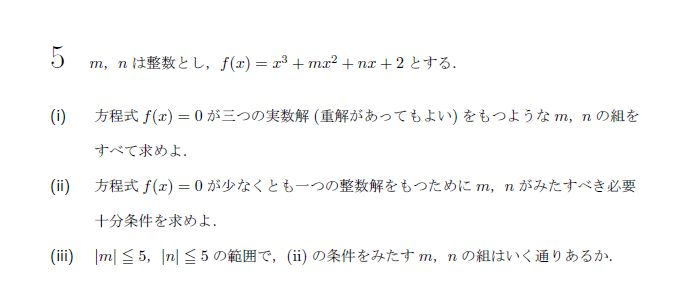 5 m, n は整数とし, f(x) = x³ + mx² + nx + 2 とする.
(i) 方程式 f(x) = 0 が三つの実数解 (重解があってもよい) をもつような m, n の組を
すべて求めよ.
(ii) 方程式 f(x) = 0 が少なくとも一つの整数解をもつために m, n がみたすべき必要
十分条件を求めよ.
(iii) |m| ≦ 5, |n| ≦ 5 の範囲で, (ii) の条件をみたす m, n の組はいく通りあるか.